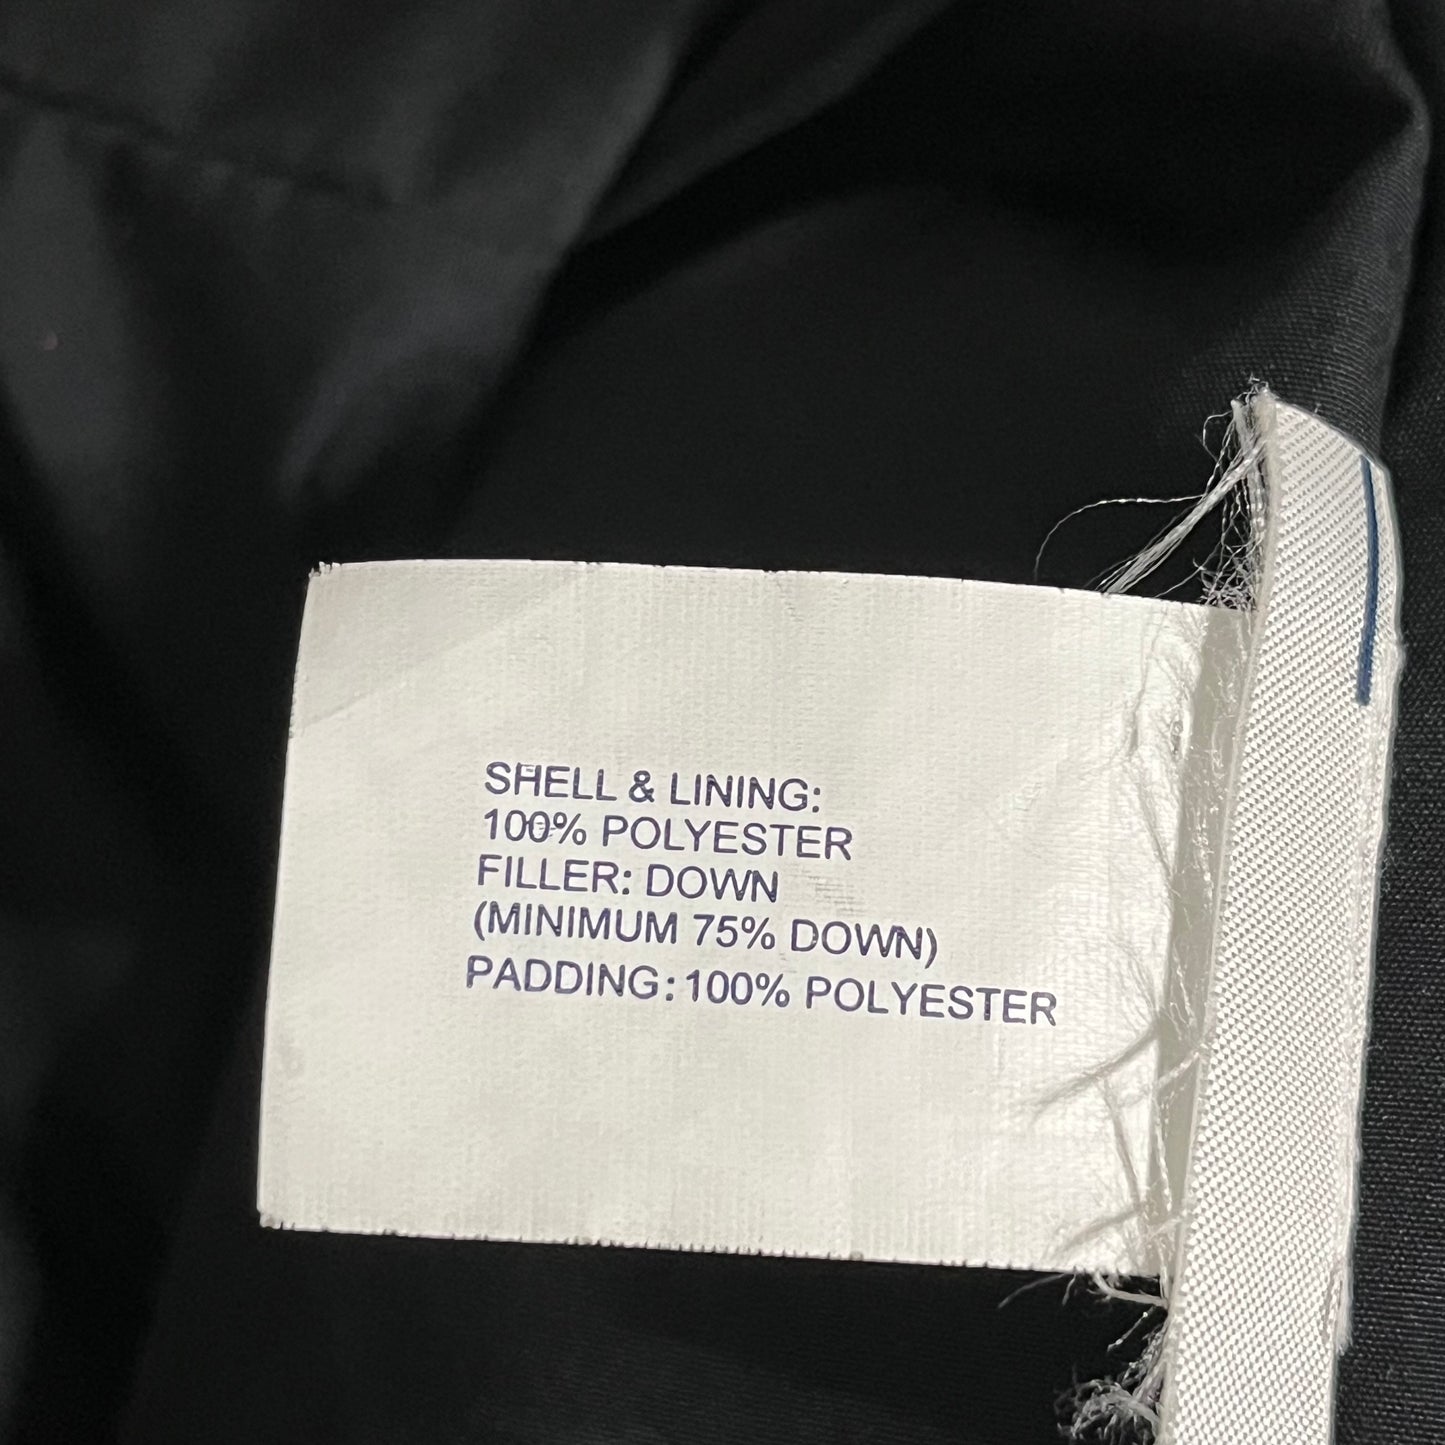 SHELL & LINING:
100% POLYESTER
FILLER: DOWN
(MINIMUM 75% DOWN)
PADDING: 100% POLYESTER